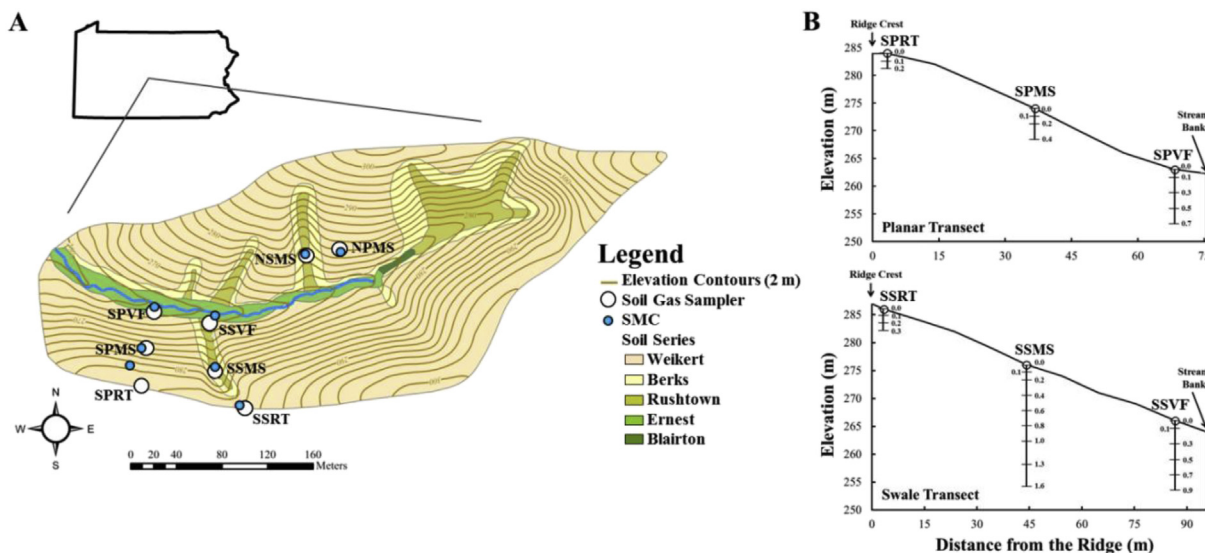 A
NSMS
NPMS
SPVF
SSVF
SPMS
SSMS
SPRT
SSRT
N
W
E
S
0 20 40 80 120 160
Meters
Legend
Elevation Contours (2 m)
Soil Gas Sampler
SMC
Soil Series
Weikert
Berks
Rushtown
Ernest
Blairton
B
Ridge Crest
SPRT
0.0
0.1
0.2
SPMS
0.0
0.1
0.2
0.4
SPVF
0.0
0.1
0.3
0.5
0.7
Stream
Bank
285
280
275
270
265
260
255
250
Elevation (m)
Planar Transect
0 15 30 45 60 75
Ridge Crest
SSRT
0.0
0.1
0.2
0.3
SSMS
0.0
0.1
0.2
0.4
0.6
0.8
1.0
1.3
1.6
SSVF
0.0
0.1
0.3
0.5
0.7
0.9
Stream
Bank
285
280
275
270
265
260
255
250
Elevation (m)
Swale Transect
0 15 30 45 60 75 90
Distance from the Ridge (m)